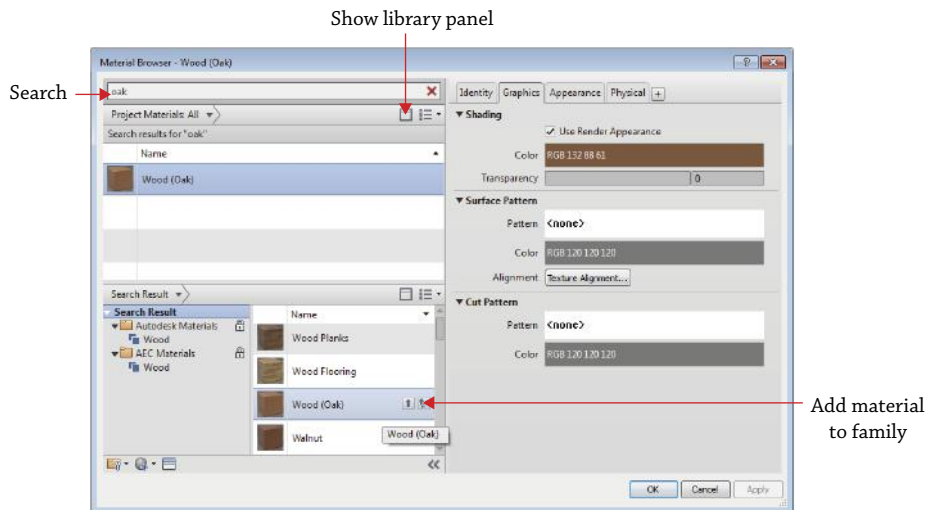 Show library panel
Search
Material Browser - Wood (Oak)
oak
Project Materials: All
Search results for "oak"
Name
Wood (Oak)
Search Result
Search Result
Autodesk Materials
Wood
AEC Materials
Wood
Name
Wood Planks
Wood Flooring
Wood (Oak)
Walnut
Wood (Oak)
Identity Graphics Appearance Physical +
Shading
Use Render Appearance
Color RGB 132 88 61
Transparency 0
Surface Pattern
Pattern <none>
Color RGB 120 120 120
Alignment Texture Alignment...
Cut Pattern
Pattern <none>
Color RGB 120 120 120
Add material
to family
OK Cancel Apply